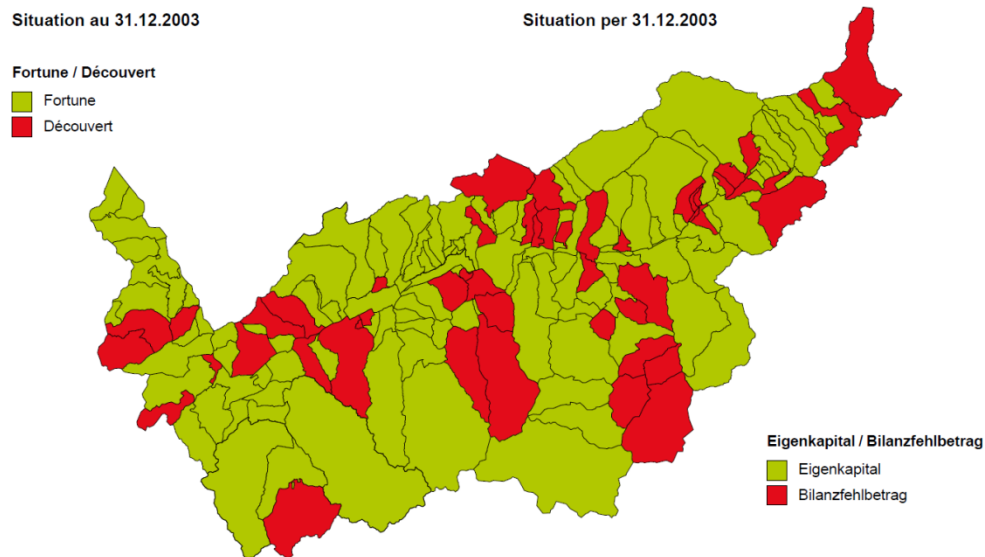 Situation au 31.12.2003
Situation per 31.12.2003
Fortune / Découvert
Fortune
Découvert
Eigenkapital / Bilanzfehlbetrag
Eigenkapital
Bilanzfehlbetrag